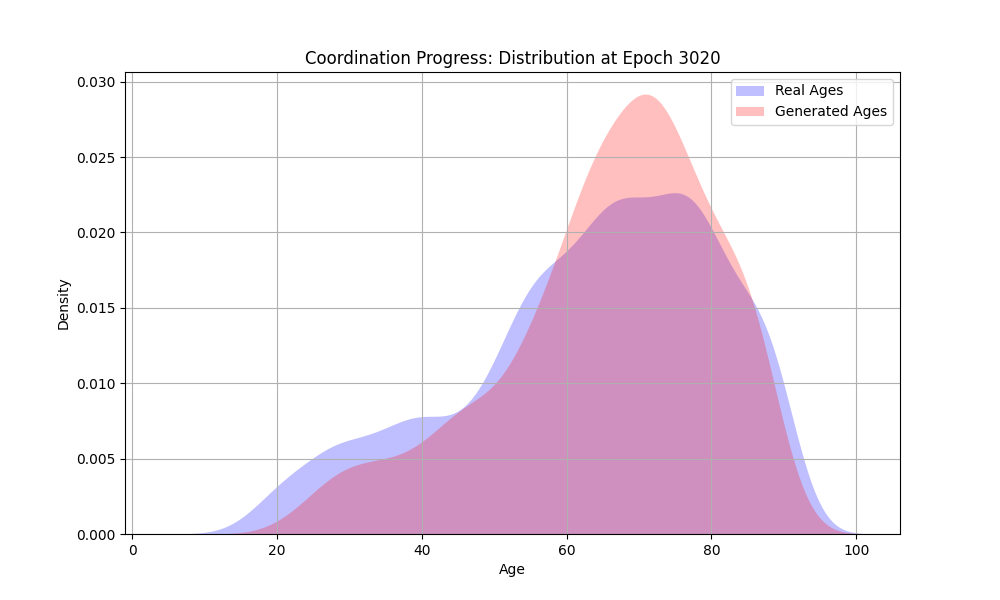 Coordination Progress: Distribution at Epoch 3020
Real Ages
Generated Ages
Density
0.030
0.025
0.020
0.015
0.010
0.005
0.000
0 20 40 60 80 100
Age